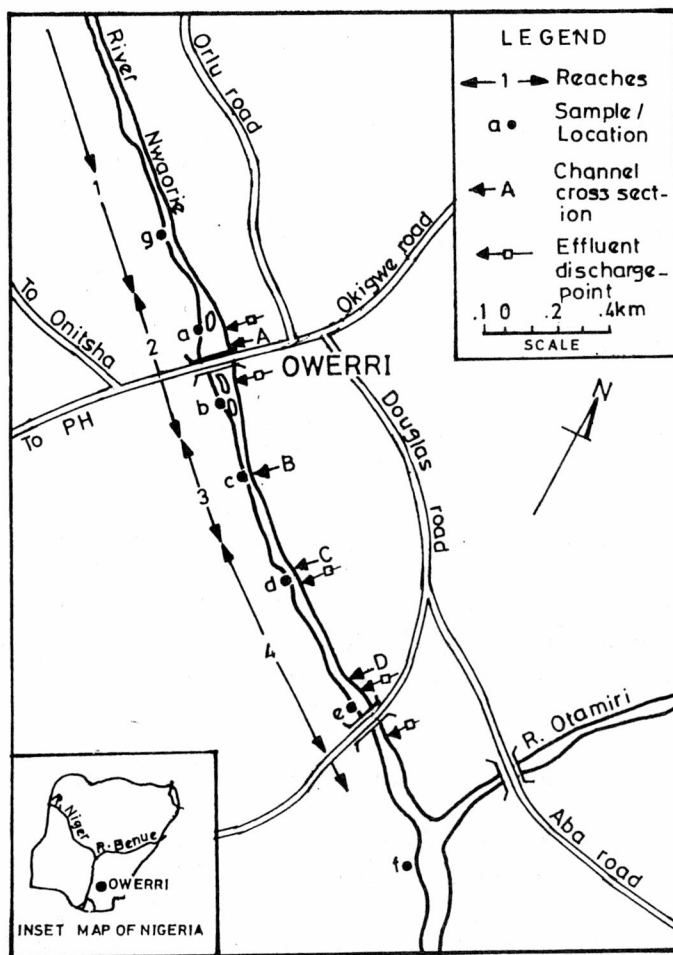 LEGEND
1 Reaches
a Sample/
Location
A Channel
cross sect-
ion
Effluent
discharge-
point
.1 0 .2 .4km
SCALE
River Nwaorie
Orlu road
Okigwe road
To Onitsha
To PH
OWERRI
Douglas road
N
R. Otamiri
Aba road
1
2
3
4
g
a
A
b
c
B
C
d
D
e
f
R. Niger
R. Benue
OWERRI
INSET MAP OF NIGERIA